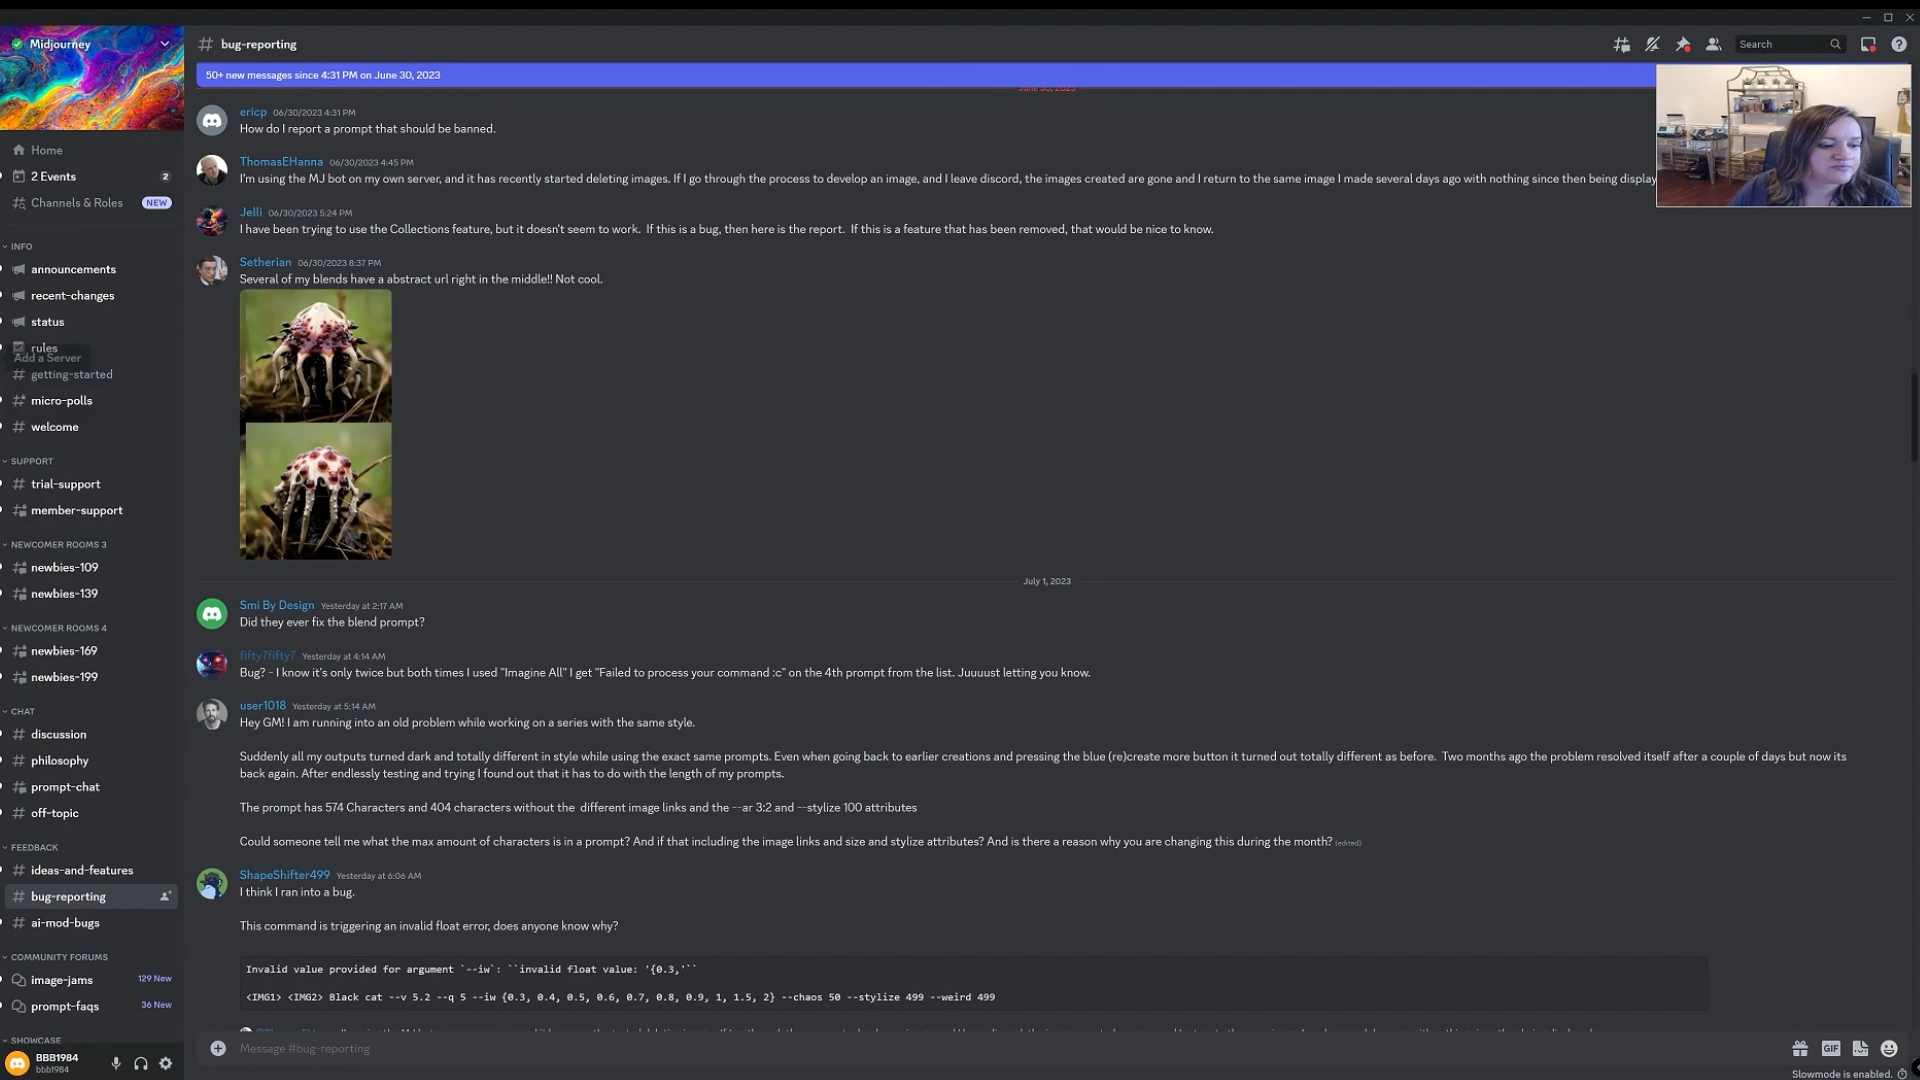 Midjourney
Home
2 Events
2
Channels & Roles
NEW
INFO
announcements
recent-changes
status
rules
Add a Server
getting-started
micro-polls
welcome
SUPPORT
trial-support
member-support
NEWCOMER ROOMS 3
newbies-109
newbies-139
NEWCOMER ROOMS 4
newbies-169
newbies-199
CHAT
discussion
philosophy
prompt-chat
off-topic
FEEDBACK
ideas-and-features
bug-reporting
ai-mod-bugs
COMMUNITY FORUMS
image-jams
129 New
prompt-faqs
36 New
SHOWCASE
BBB1984
bbb1984
bug-reporting
Search
50+ new messages since 4:31 PM on June 30, 2023
June 30, 2023
ericp 06/30/2023 4:31 PM
How do I report a prompt that should be banned.
ThomasEHanna 06/30/2023 4:45 PM
I'm using the MJ bot on my own server, and it has recently started deleting images. If I go through the process to develop an image, and I leave discord, the images created are gone and I return to the same image I made several days ago with nothing since then being display
Jelli 06/30/2023 5:24 PM
I have been trying to use the Collections feature, but it doesn't seem to work. If this is a bug, then here is the report. If this is a feature that has been removed, that would be nice to know.
Setherian 06/30/2023 8:37 PM
Several of my blends have a abstract url right in the middle!! Not cool.
July 1, 2023
Smi By Design Yesterday at 2:17 AM
Did they ever fix the blend prompt?
fifty7fifty7 Yesterday at 4:14 AM
Bug? - I know it's only twice but both times I used "Imagine All" I get "Failed to process your command :c" on the 4th prompt from the list. Juuuust letting you know.
user1018 Yesterday at 5:14 AM
Hey GM! I am running into an old problem while working on a series with the same style.
Suddenly all my outputs turned dark and totally different in style while using the exact same prompts. Even when going back to earlier creations and pressing the blue (re)create more button it turned out totally different as before. Two months ago the problem resolved itself after a couple of days but now its
back again. After endlessly testing and trying I found out that it has to do with the length of my prompts.
The prompt has 574 Characters and 404 characters without the different image links and the --ar 3:2 and --stylize 100 attributes
Could someone tell me what the max amount of characters is in a prompt? And if that including the image links and size and stylize attributes? And is there a reason why you are changing this during the month? (edited)
ShapeShifter499 Yesterday at 6:06 AM
I think I ran into a bug.
This command is triggering an invalid float error, does anyone know why?
Invalid value provided for argument `--iw`: ``invalid float value: '{0.3,'``
<IMG1> <IMG2> Black cat --v 5.2 --q 5 --iw {0.3, 0.4, 0.5, 0.6, 0.7, 0.8, 0.9, 1, 1.5, 2} --chaos 50 --stylize 499 --weird 499
Message #bug-reporting
GIF
Slowmode is enabled.